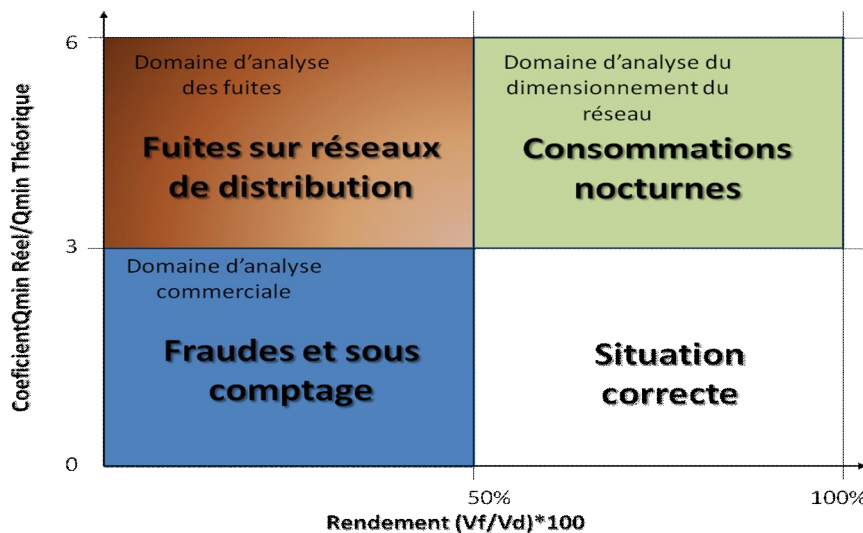 6
Domaine d'analyse
des fuites
Fuites sur réseaux
de distribution
Domaine d'analyse du
dimensionnement du
réseau
Consommations
nocturnes
CoeficientQmin Réel/Qmin Théorique
3
Domaine d'analyse
commerciale
Fraudes et sous
comptage
Situation
correcte
0
50%
100%
Rendement (Vf/Vd)*100